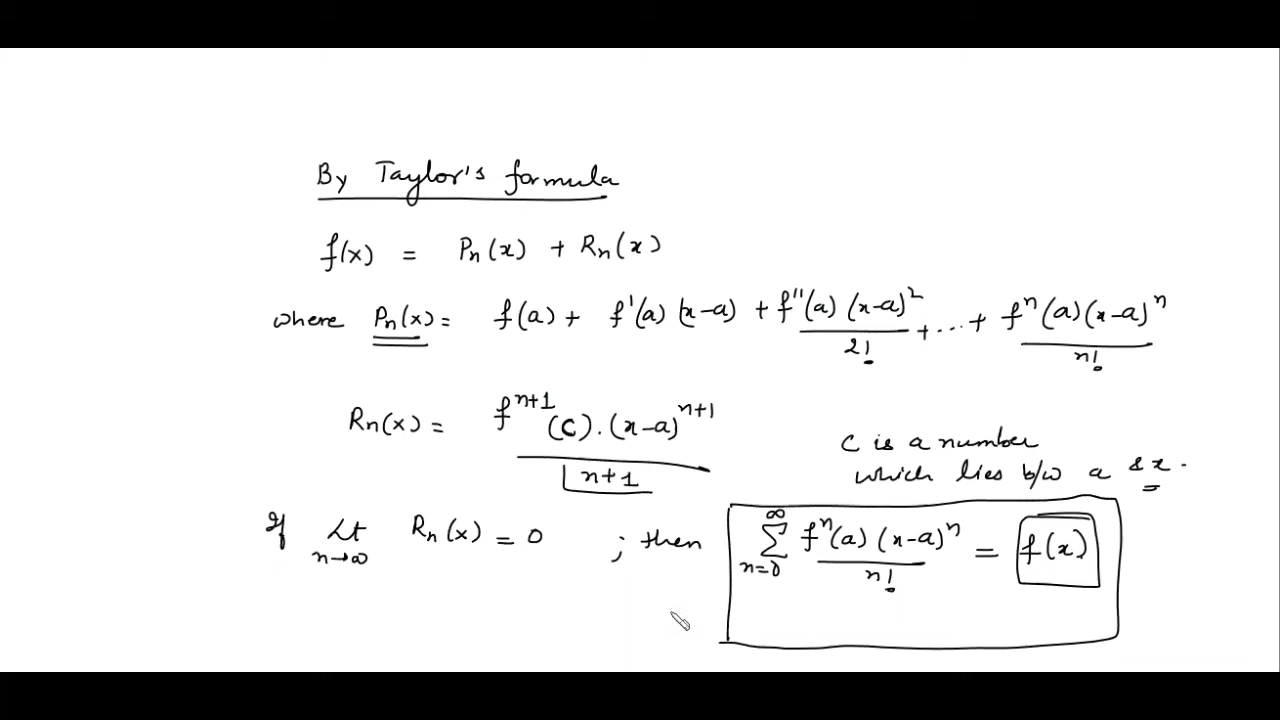 By Taylor's formula
f(x) = Pn(x) + Rn(x)
where Pn(x) = f(a) + f'(a) (x-a) + f''(a) (x-a)^2 / 2! + ... + f^n (a)(x-a)^n / n!
Rn(x) = f^n+1 (c) . (x-a)^n+1 / |n+1
C is a number
which lies b/w a & x .
If Lt n→∞ Rn(x) = 0 ; then ∑ n=0 ∞ f^n(a) (x-a)^n / n! = f(x)